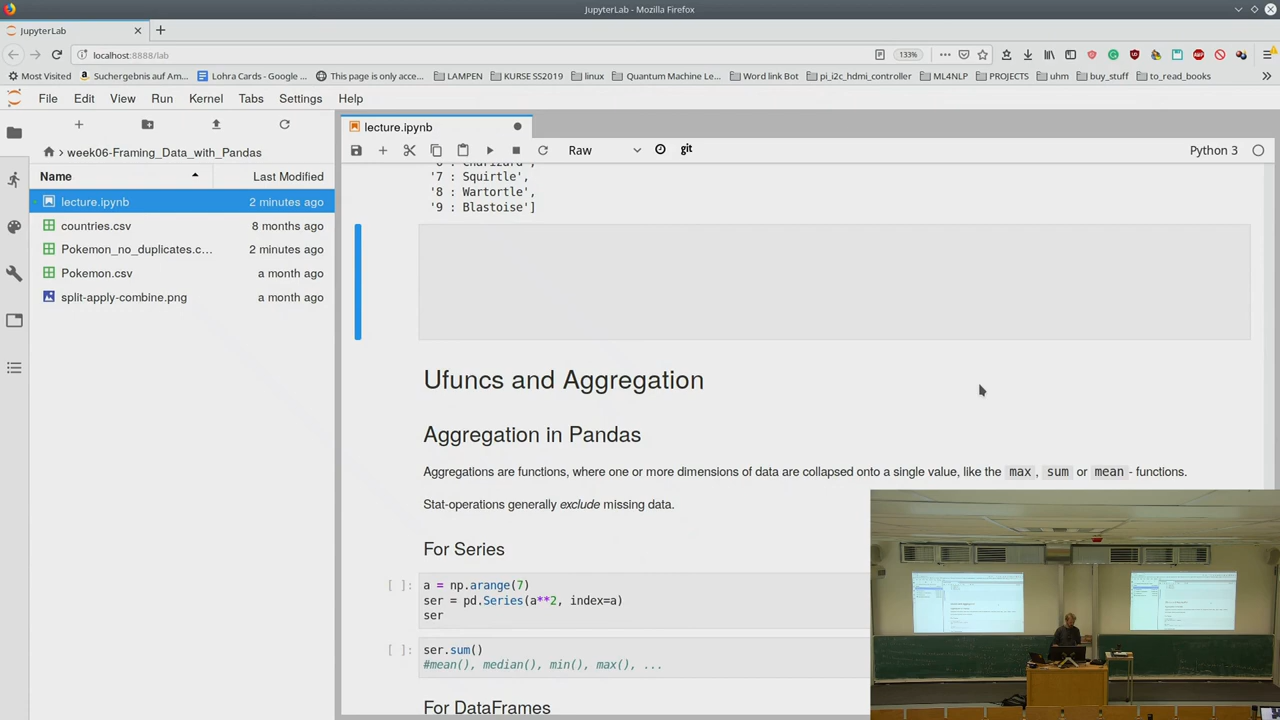 JupyterLab - Mozilla Firefox
JupyterLab
localhost:8888/lab
133%
Most Visited
Suchergebnis auf Am...
Lohra Cards - Google ...
This page is only acce...
LAMPEN
KURSE SS2019
linux
Quantum Machine Le...
Word link Bot
pi_i2c_hdmi_controller
ML4NLP
PROJECTS
uhm
buy_stuff
to_read_books
File Edit View Run Kernel Tabs Settings Help
lecture.ipynb
week06-Framing_Data_with_Pandas
Raw
git
Python 3
Name Last Modified
lecture.ipynb 2 minutes ago
countries.csv 8 months ago
Pokemon_no_duplicates.c... 2 minutes ago
Pokemon.csv a month ago
split-apply-combine.png a month ago
'7 : Squirtle',
'8 : Wartortle',
'9 : Blastoise']
Ufuncs and Aggregation
Aggregation in Pandas
Aggregations are functions, where one or more dimensions of data are collapsed onto a single value, like the max, sum or mean- functions.
Stat-operations generally exclude missing data.
For Series
[ ]: a = np.arange(7)
ser = pd.Series(a**2, index=a)
ser
[ ]: ser.sum()
#mean(), median(), min(), max(), ...
For DataFrames